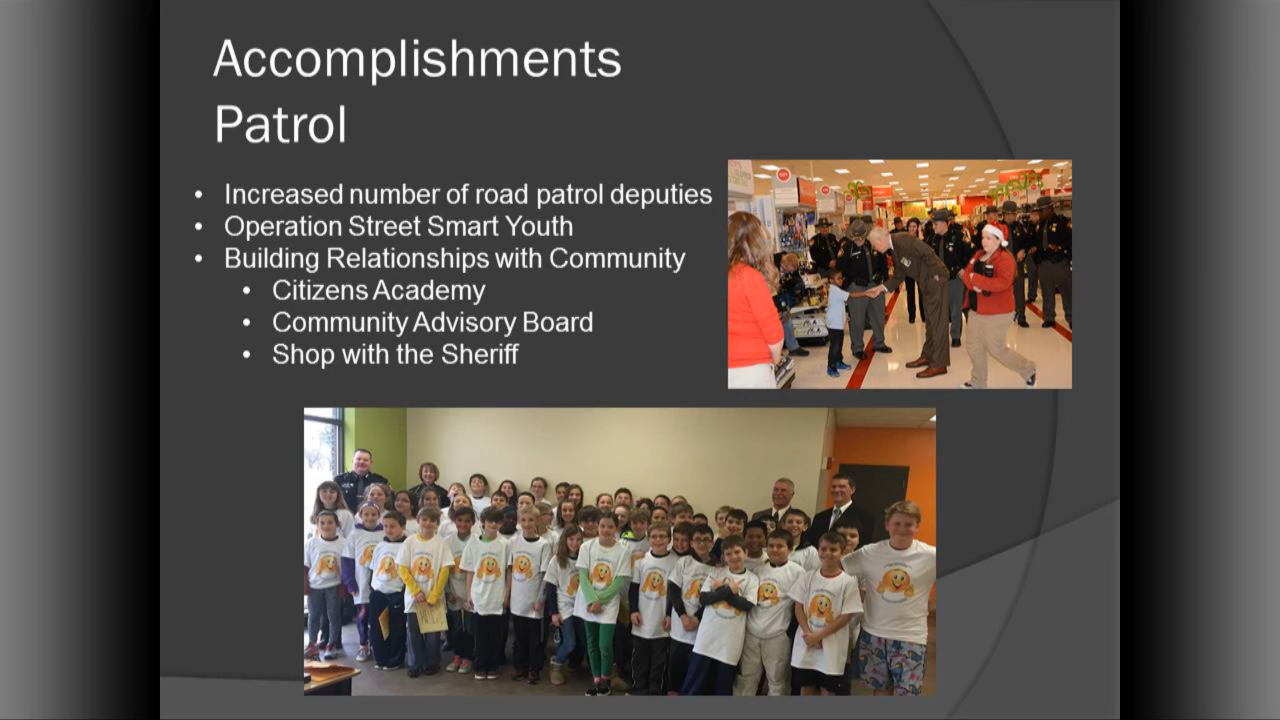 Accomplishments
Patrol
• Increased number of road patrol deputies
• Operation Street Smart Youth
• Building Relationships with Community
• Citizens Academy
• Community Advisory Board
• Shop with the Sheriff